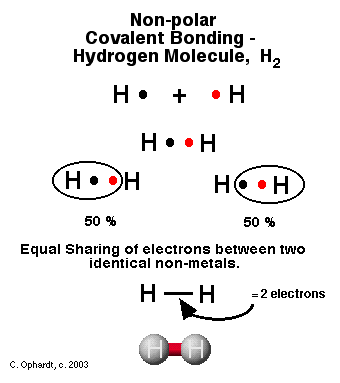 Non-polar
Covalent Bonding -
Hydrogen Molecule, H₂
H • + • H
H • • H
H • • H H • • H
50 % 50 %
Equal Sharing of electrons between two
identical non-metals.
H — H = 2 electrons
H H
C. Ophardt, c. 2003